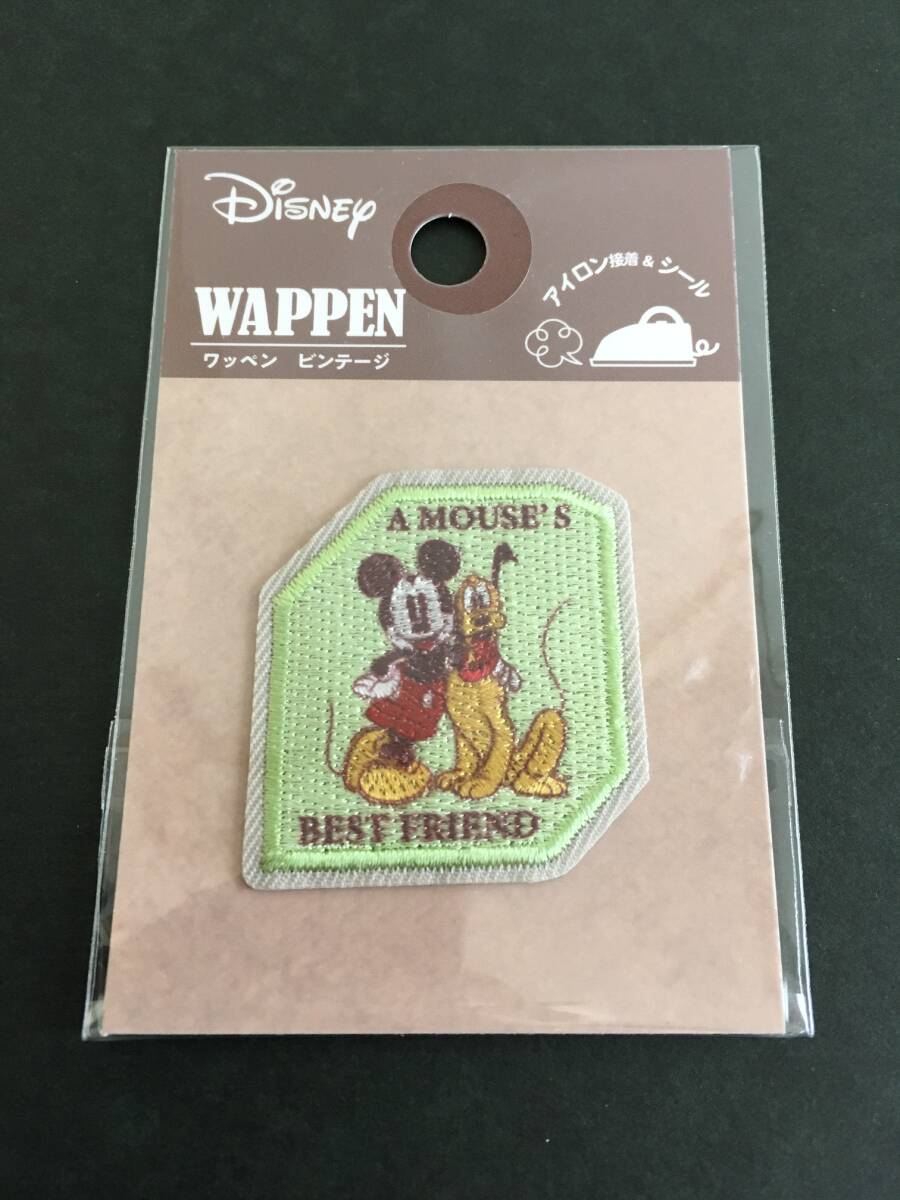 DISNEY
WAPPEN
ワッペン ビンテージ
アイロン接着 & シール
A MOUSE'S
BEST FRIEND